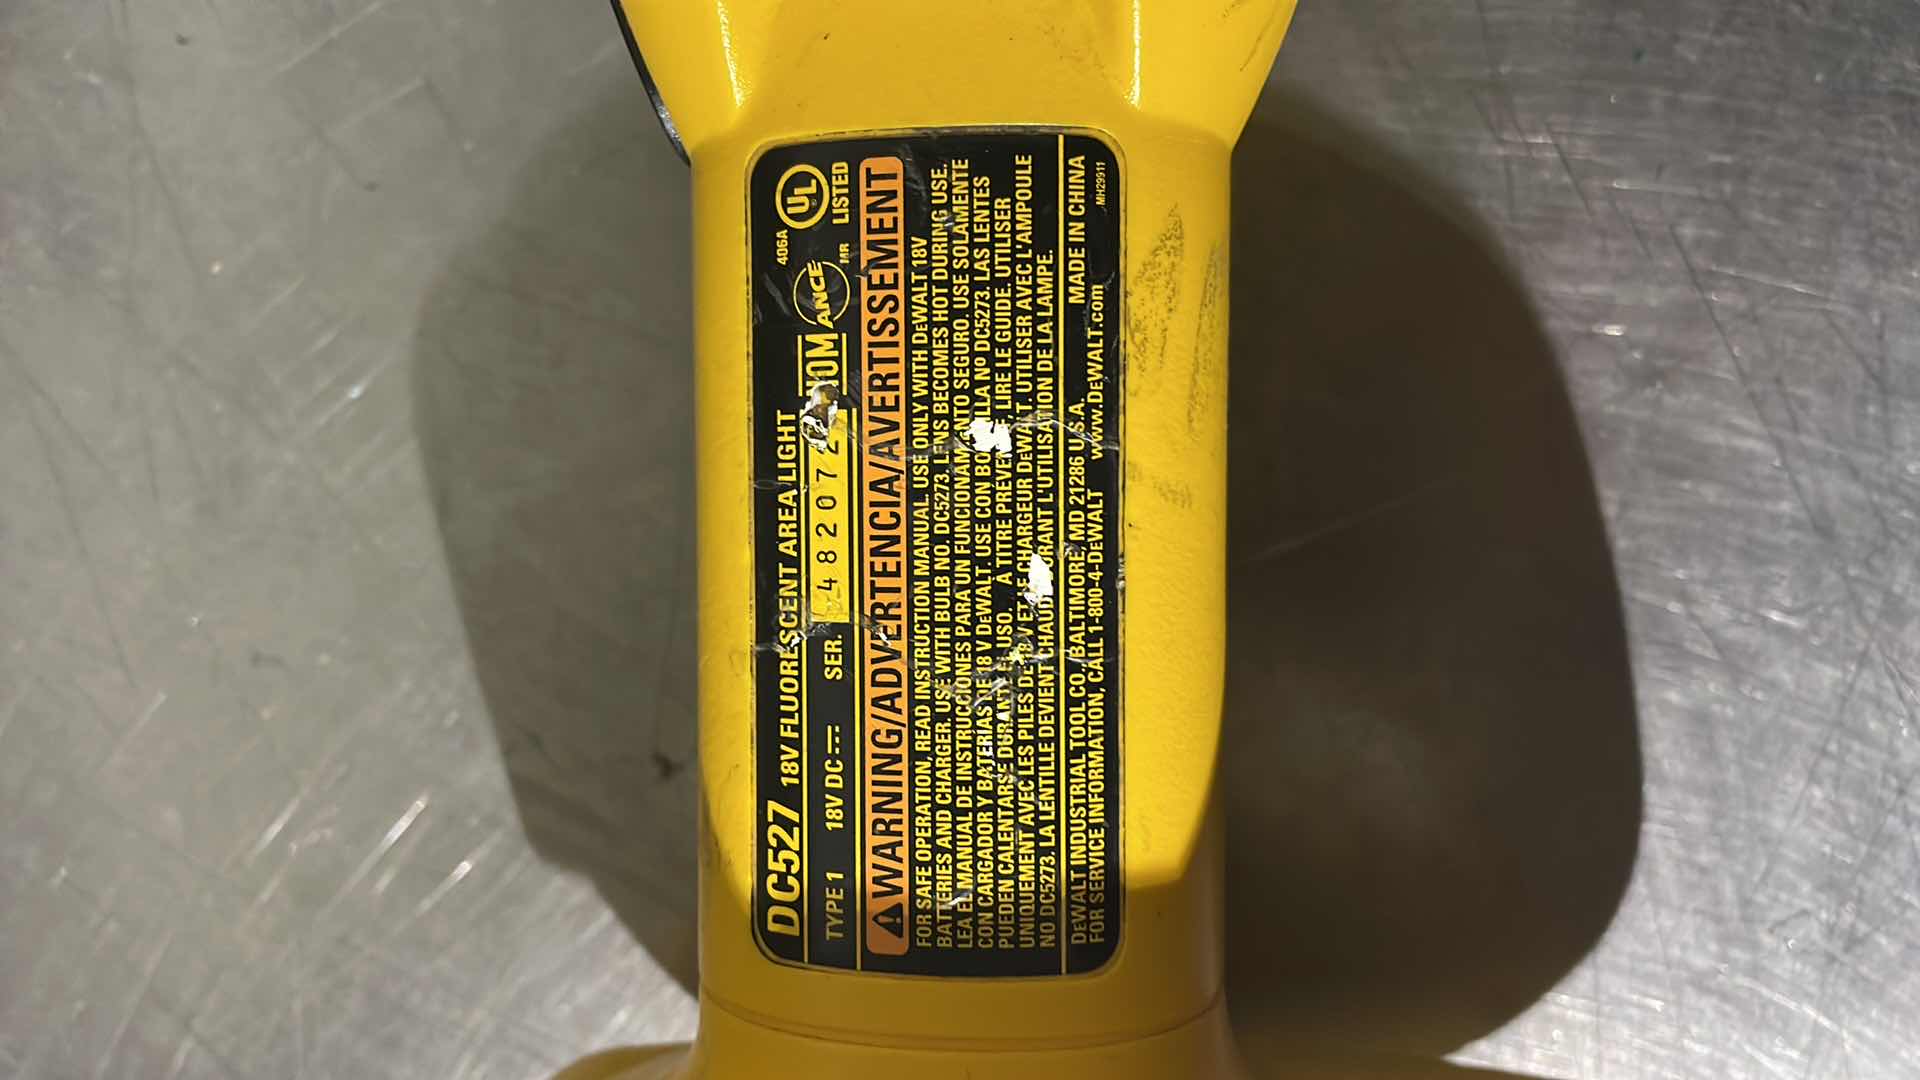 DC527 18V FLUORESCENT AREA LIGHT
TYPE 1 18V DC SER. 482072
ANCE
406A
UL
MR LISTED
WARNING/ADVERTENCIA/AVERTISSEMENT
FOR SAFE OPERATION, READ INSTRUCTION MANUAL. USE ONLY WITH DEWALT 18V
BATTERIES AND CHARGER. USE WITH BULB NO. DC5273. LENS BECOMES HOT DURING USE.
LEA EL MANUAL DE INSTRUCCIONES PARA UN FUNCIONAMIENTO SEGURO. USE SOLAMENTE
CON CARGADOR Y BATERIAS DE 18 V DEWALT. USE CON BOMBILLA Nº DC5273. LAS LENTES
PUEDEN CALENTARSE DURANTE EL USO. À TITRE PRÉVENTIF, LIRE LE GUIDE. UTILISER
UNIQUEMENT AVEC LES PILES DE 18V ET LE CHARGEUR DEWALT. UTILISER AVEC L'AMPOULE
NO DC5273. LA LENTILLE DEVIENT CHAUDE DURANT L'UTILISATION DE LA LAMPE.
DEWALT INDUSTRIAL TOOL CO., BALTIMORE, MD 21286 U.S.A. MADE IN CHINA
FOR SERVICE INFORMATION, CALL 1-800-4-DEWALT www.DEWALT.com MH29911